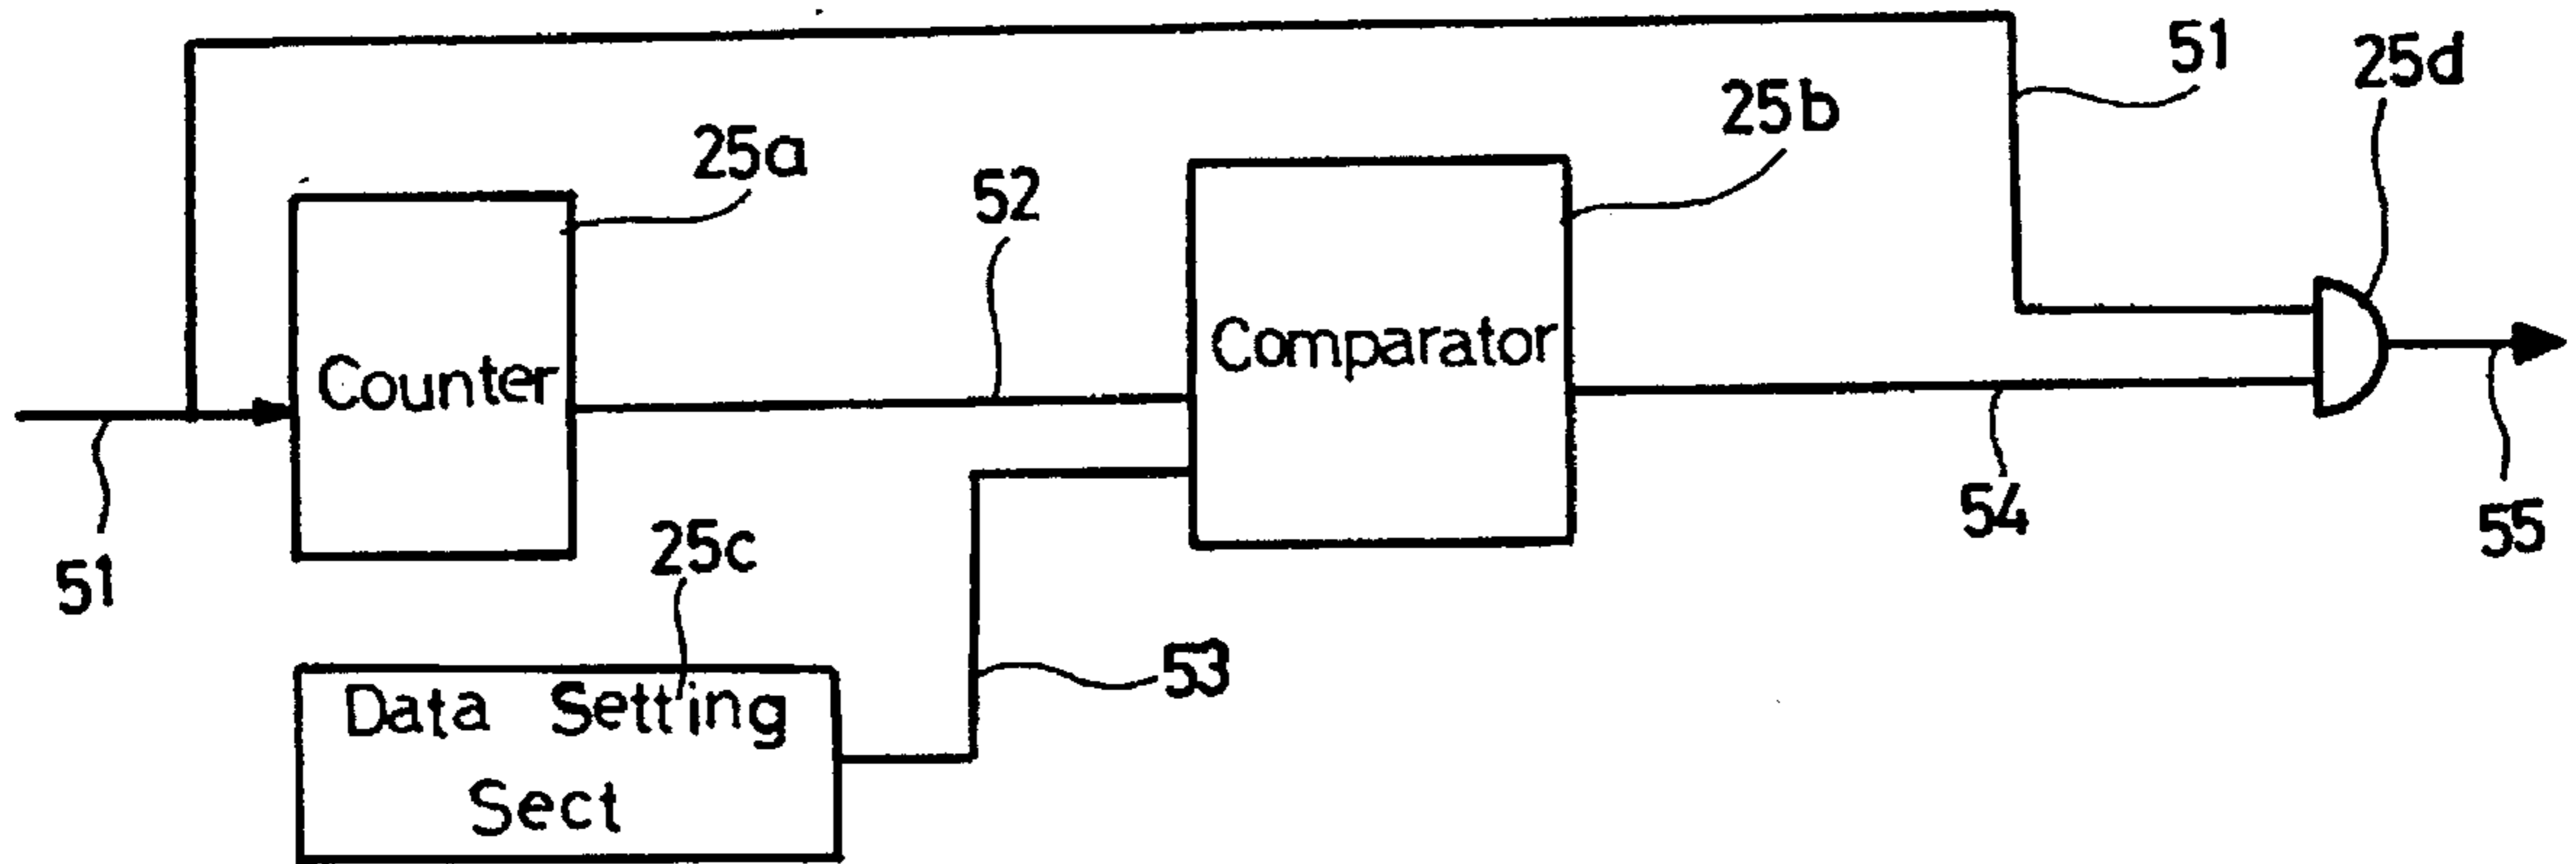 51
25d
25b
25a
52
Counter
Comparator
51
25c
54
55
53
Data Setting
Sect